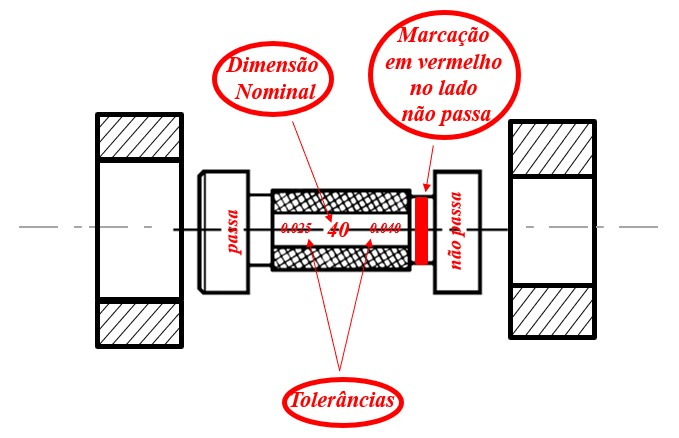 Marcação
em vermelho
no lado
não passa
Dimensão
Nominal
passa
0.025 40 0.040
não passa
Tolerâncias